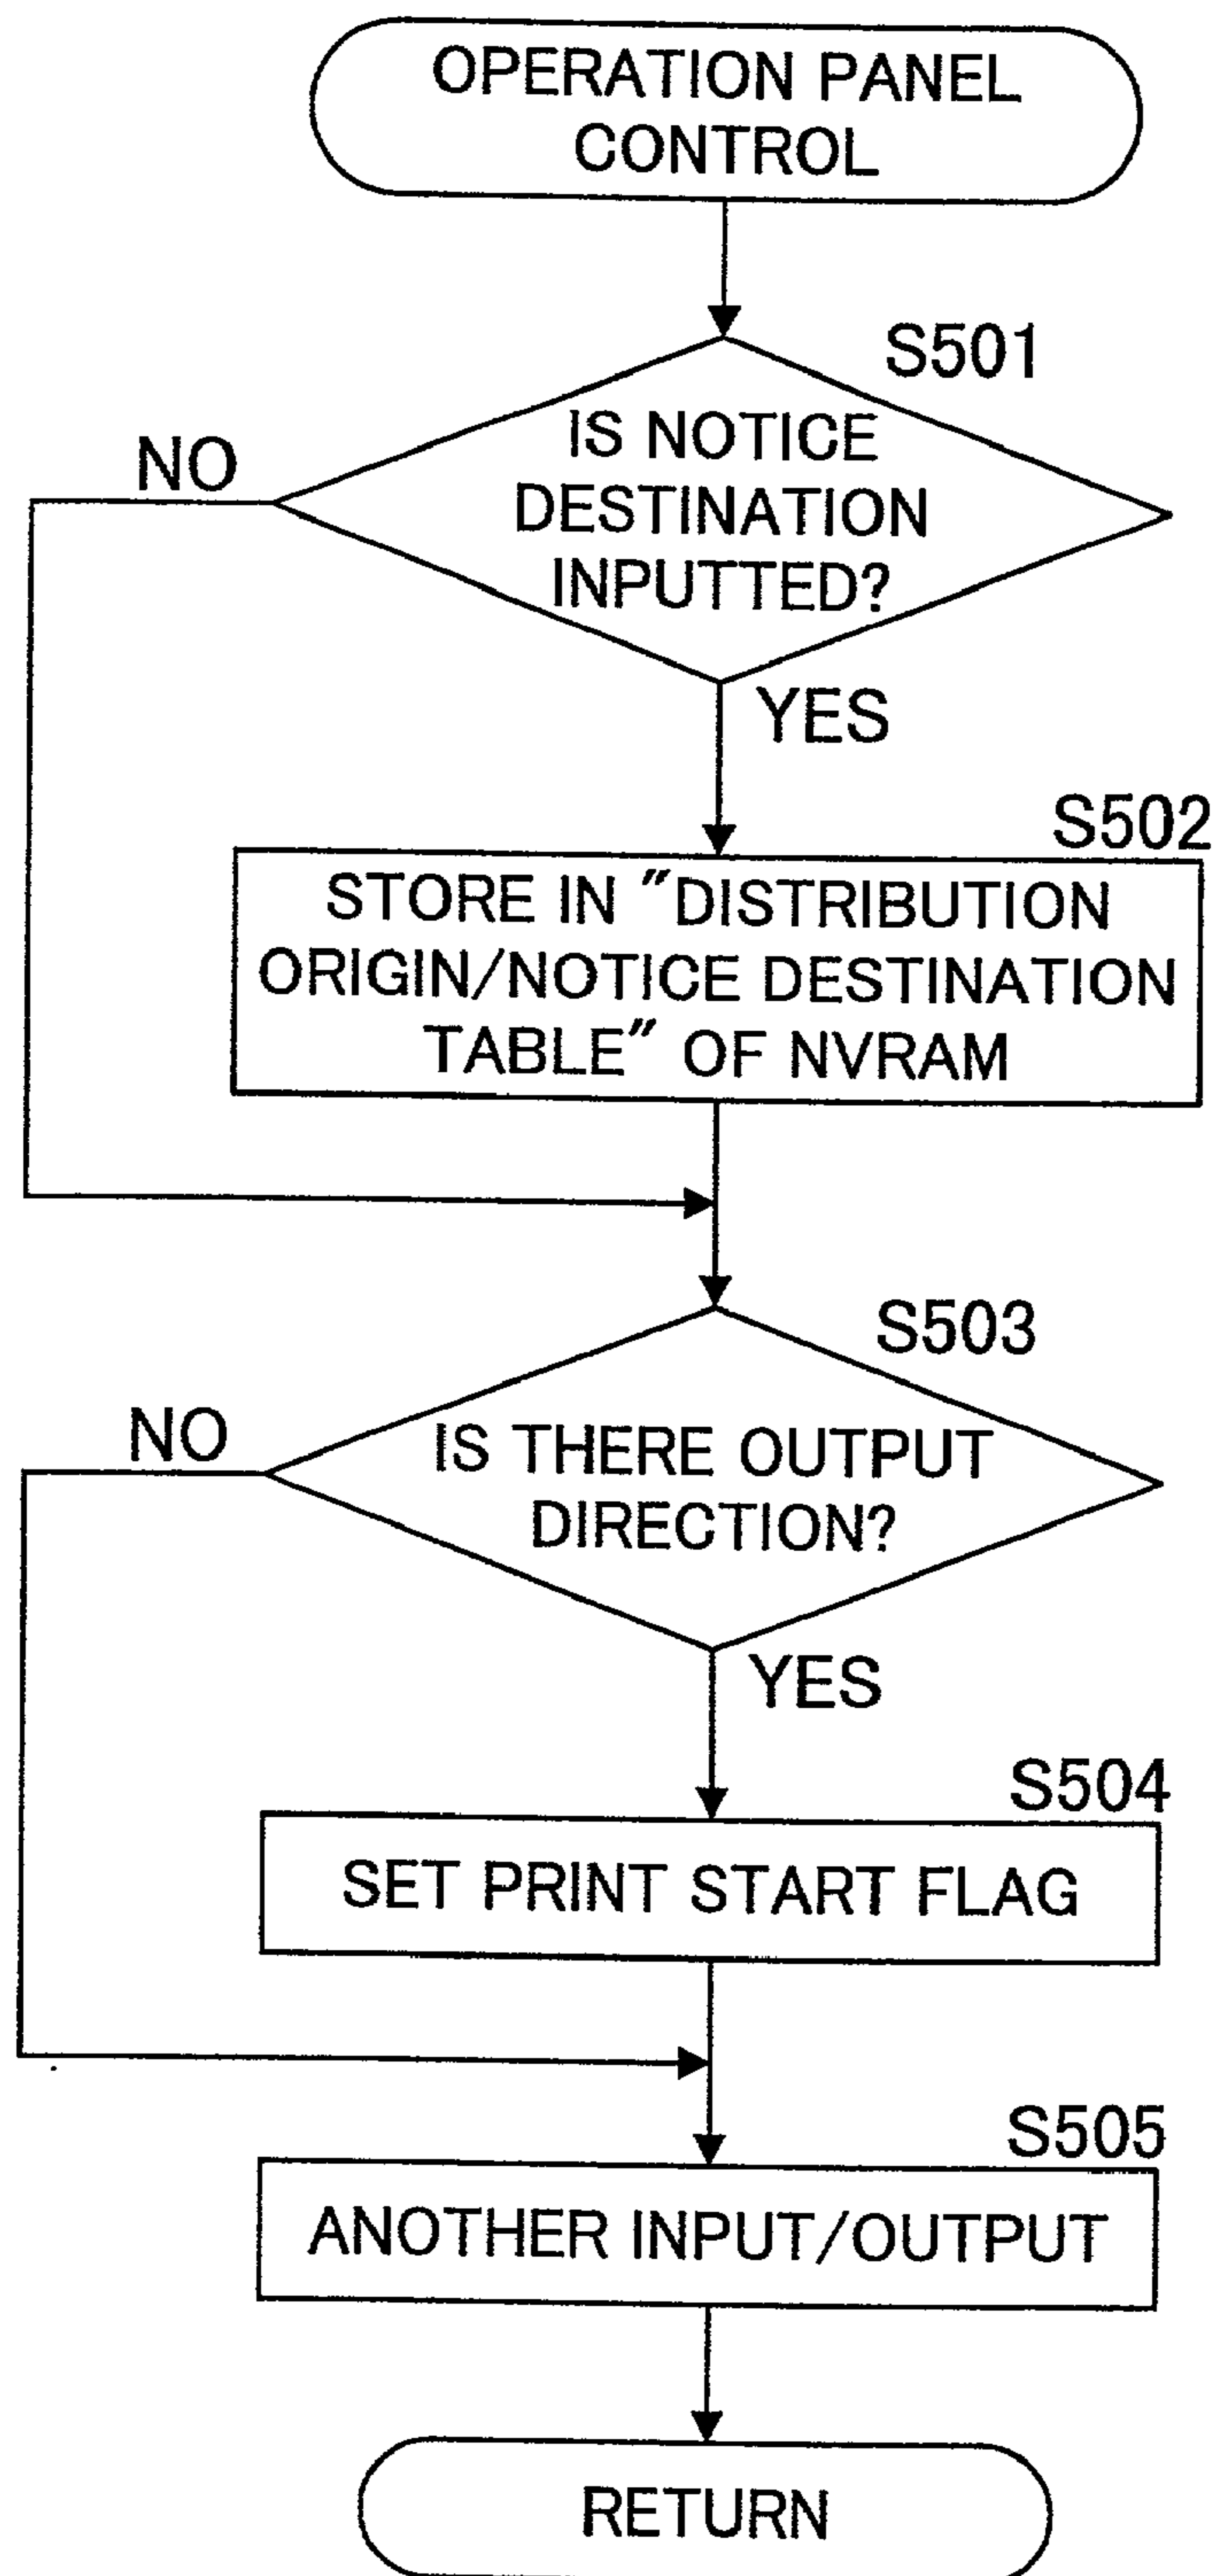 OPERATION PANEL
CONTROL
S501
IS NOTICE
DESTINATION
INPUTTED?
NO
YES
S502
STORE IN "DISTRIBUTION
ORIGIN/NOTICE DESTINATION
TABLE" OF NVRAM
S503
IS THERE OUTPUT
DIRECTION?
NO
YES
S504
SET PRINT START FLAG
S505
ANOTHER INPUT/OUTPUT
RETURN